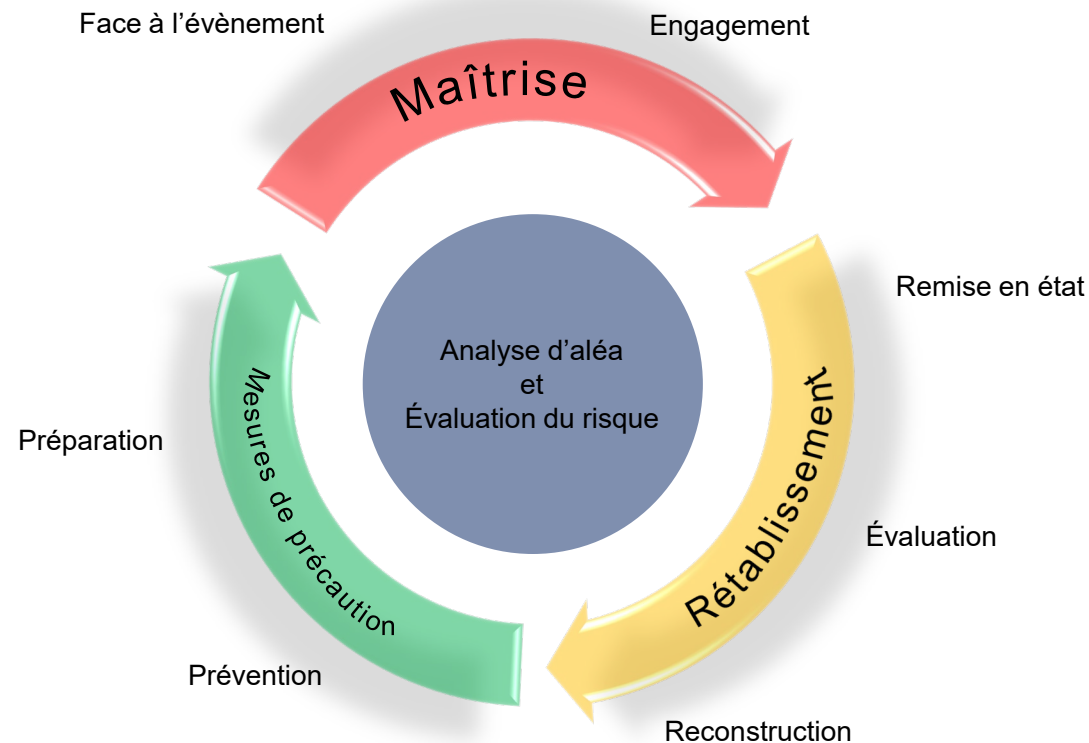 Face à l’évènement
Engagement
Maîtrise
Remise en état
Analyse d’aléa
et
Évaluation du risque
Rétablissement
Mesures de précaution
Préparation
Évaluation
Prévention
Reconstruction